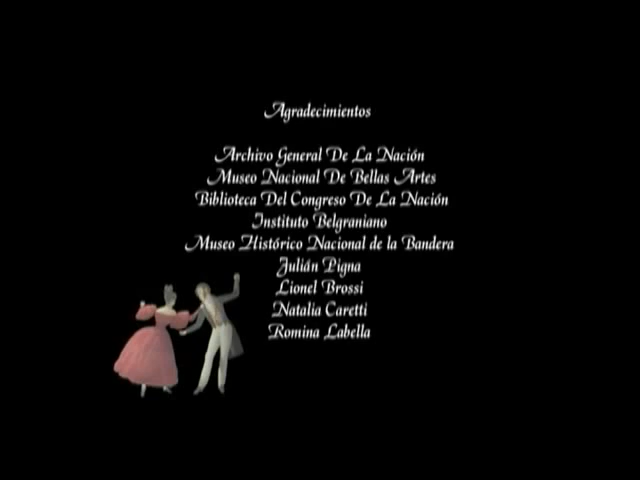 Agradecimientos
Archivo General De La Nación
Museo Nacional De Bellas Artes
Biblioteca Del Congreso De La Nación
Instituto Belgraniano
Museo Histórico Nacional de la Bandera
Julián Pigna
Lionel Brossi
Natalia Caretti
Romina Labella